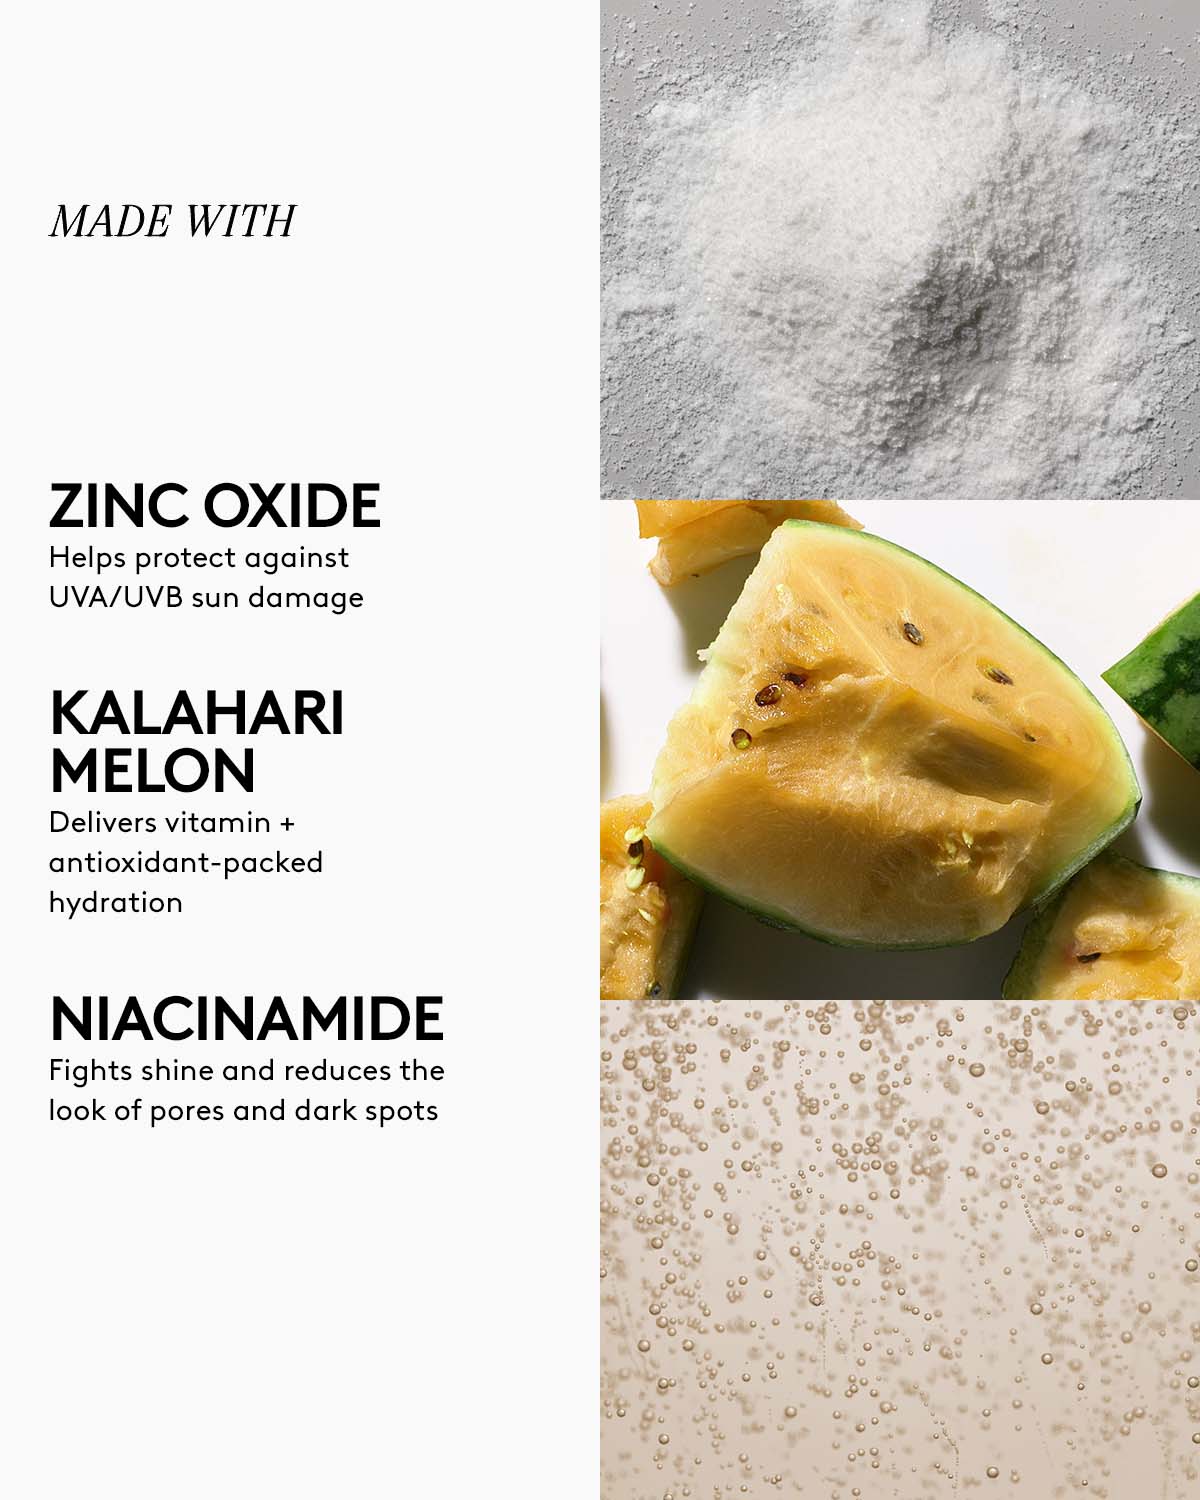 MADE WITH
ZINC OXIDE
Helps protect against
UVA/UVB sun damage
KALAHARI
MELON
Delivers vitamin +
antioxidant-packed
hydration
NIACINAMIDE
Fights shine and reduces the
look of pores and dark spots